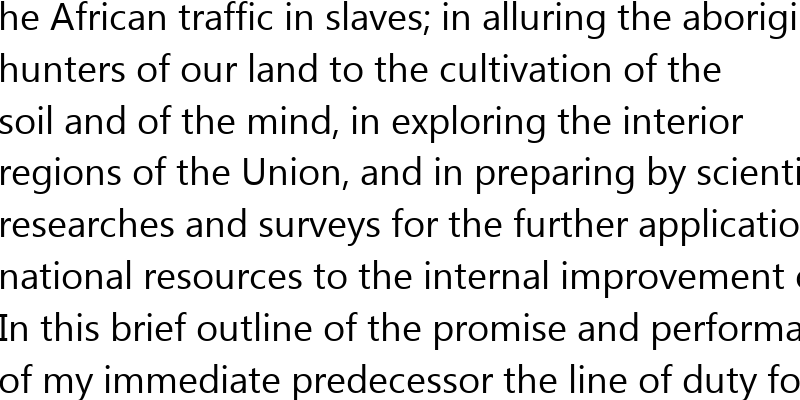 he African traffic in slaves; in alluring the aborigi
hunters of our land to the cultivation of the
soil and of the mind, in exploring the interior
regions of the Union, and in preparing by scienti
researches and surveys for the further applicatio
national resources to the internal improvement
In this brief outline of the promise and performa
of my immediate predecessor the line of duty fo